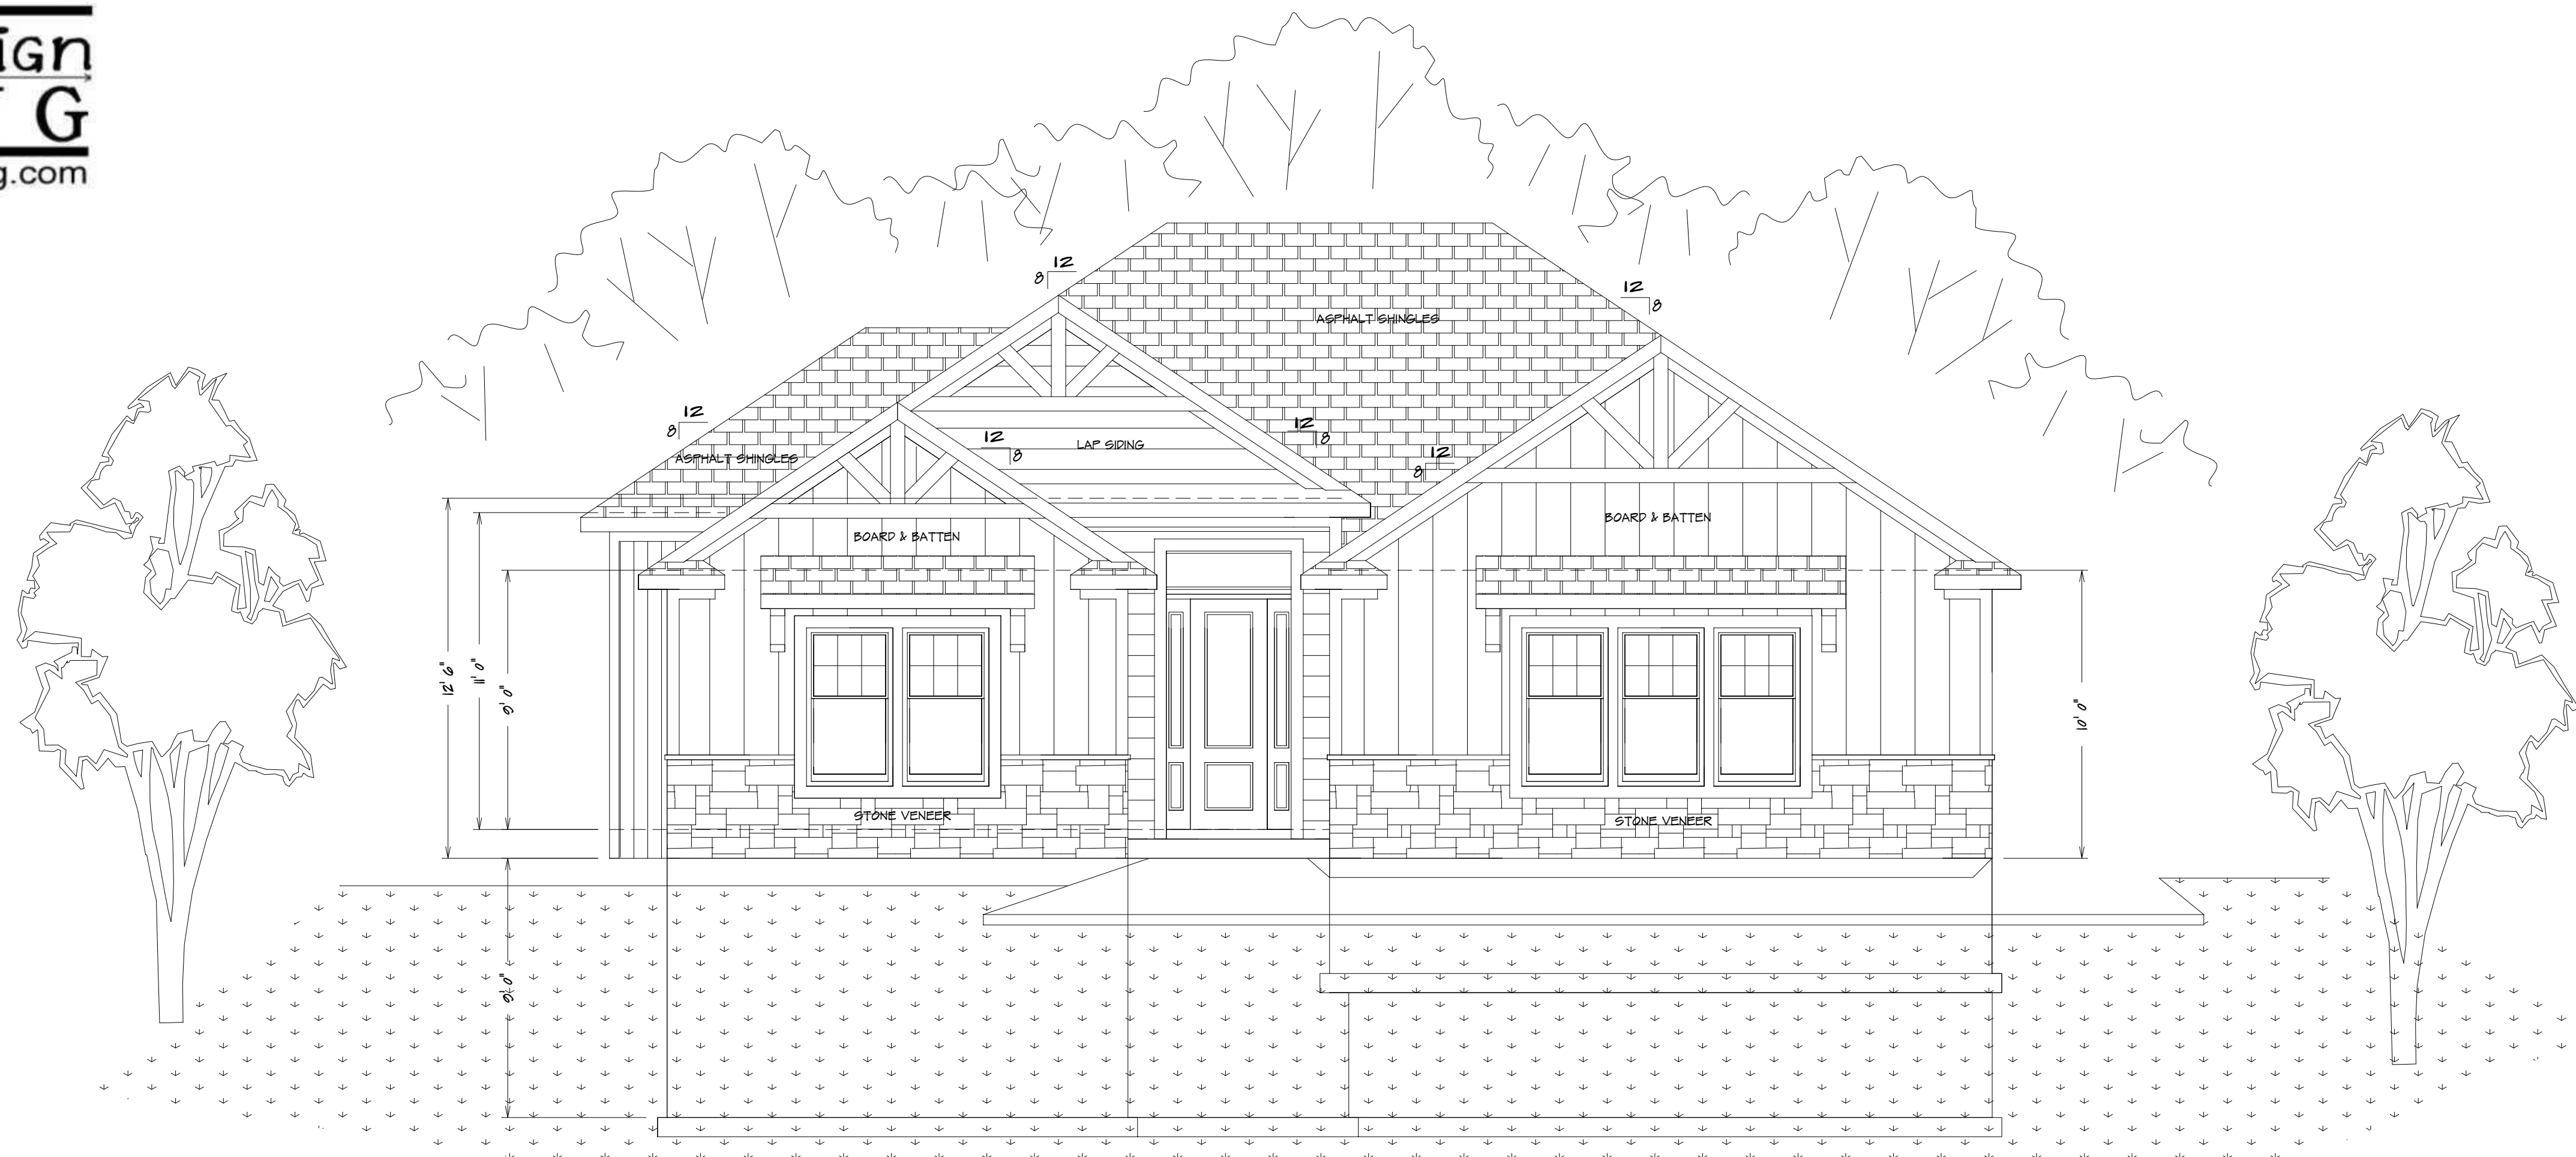 ign
G
g.com
12
8
12
8
ASPHALT SHINGLES
12
8
12
8
12
8
12
8
LAP SIDING
ASPHALT SHINGLES
BOARD & BATTEN
BOARD & BATTEN
12' 6"
11' 0"
9' 0"
10' 0"
STONE VENEER
STONE VENEER
9' 0"